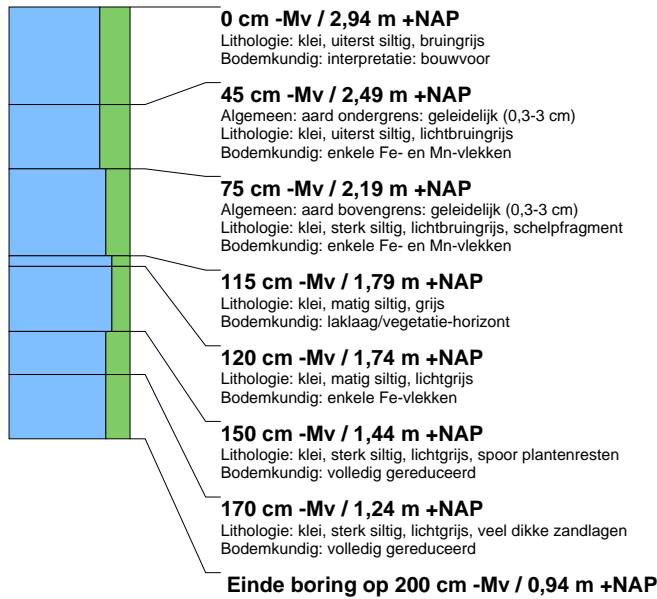 0 cm -Mv / 2,94 m +NAP
Lithologie: klei, uiterst siltig, bruingrijs
Bodemkundig: interpretatie: bouwvoor
45 cm -Mv / 2,49 m +NAP
Algemeen: aard ondergrens: geleidelijk (0,3-3 cm)
Lithologie: klei, uiterst siltig, lichtbruingrijs
Bodemkundig: enkele Fe- en Mn-vlekken
75 cm -Mv / 2,19 m +NAP
Algemeen: aard bovengrens: geleidelijk (0,3-3 cm)
Lithologie: klei, sterk siltig, lichtbruingrijs, schelpfragment
Bodemkundig: enkele Fe- en Mn-vlekken
115 cm -Mv / 1,79 m +NAP
Lithologie: klei, matig siltig, grijs
Bodemkundig: laklaag/vegetatie-horizont
120 cm -Mv / 1,74 m +NAP
Lithologie: klei, matig siltig, lichtgrijs
Bodemkundig: enkele Fe-vlekken
150 cm -Mv / 1,44 m +NAP
Lithologie: klei, sterk siltig, lichtgrijs, spoor plantenresten
Bodemkundig: volledig gereduceerd
170 cm -Mv / 1,24 m +NAP
Lithologie: klei, sterk siltig, lichtgrijs, veel dikke zandlagen
Bodemkundig: volledig gereduceerd
Einde boring op 200 cm -Mv / 0,94 m +NAP